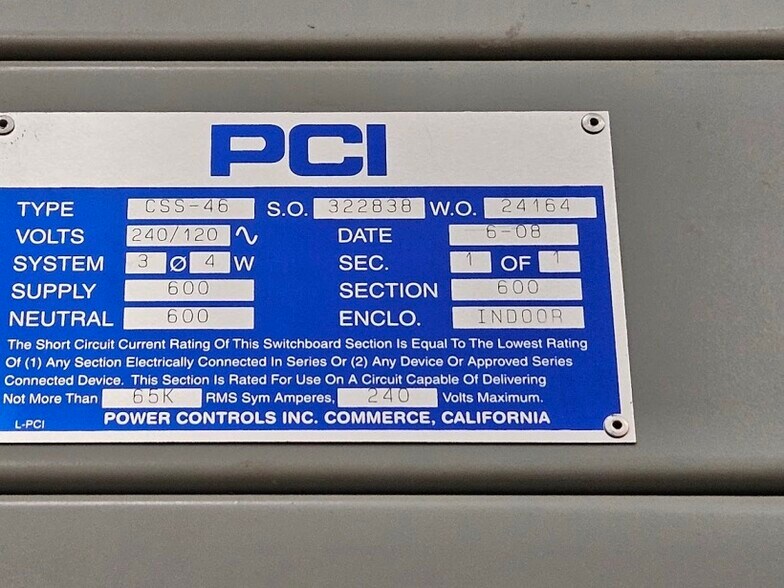 PCI
TYPE CSS-46 S.O. 322838 W.O. 24164
VOLTS 240/120 ∿ DATE 6-08
SYSTEM 3 Ø 4 W SEC. 1 OF 1
SUPPLY 600 SECTION 600
NEUTRAL 600 ENCLO. INDOOR
The Short Circuit Current Rating Of This Switchboard Section Is Equal To The Lowest Rating
Of (1) Any Section Electrically Connected In Series Or (2) Any Device Or Approved Series
Connected Device. This Section Is Rated For Use On A Circuit Capable Of Delivering
Not More Than 65K RMS Sym Amperes, 240 Volts Maximum.
L-PCI POWER CONTROLS INC. COMMERCE, CALIFORNIA